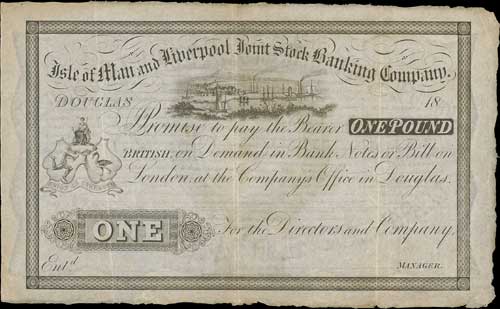 Isle of Man and Liverpool Joint Stock Banking Company.
DOUGLAS 18
Promise to pay the Bearer ONE POUND
BRITISH, on Demand in Bank Notes or Bill on
London, at the Company's Office in Douglas.
ONE For the Directors and Company,
Entd MANAGER.